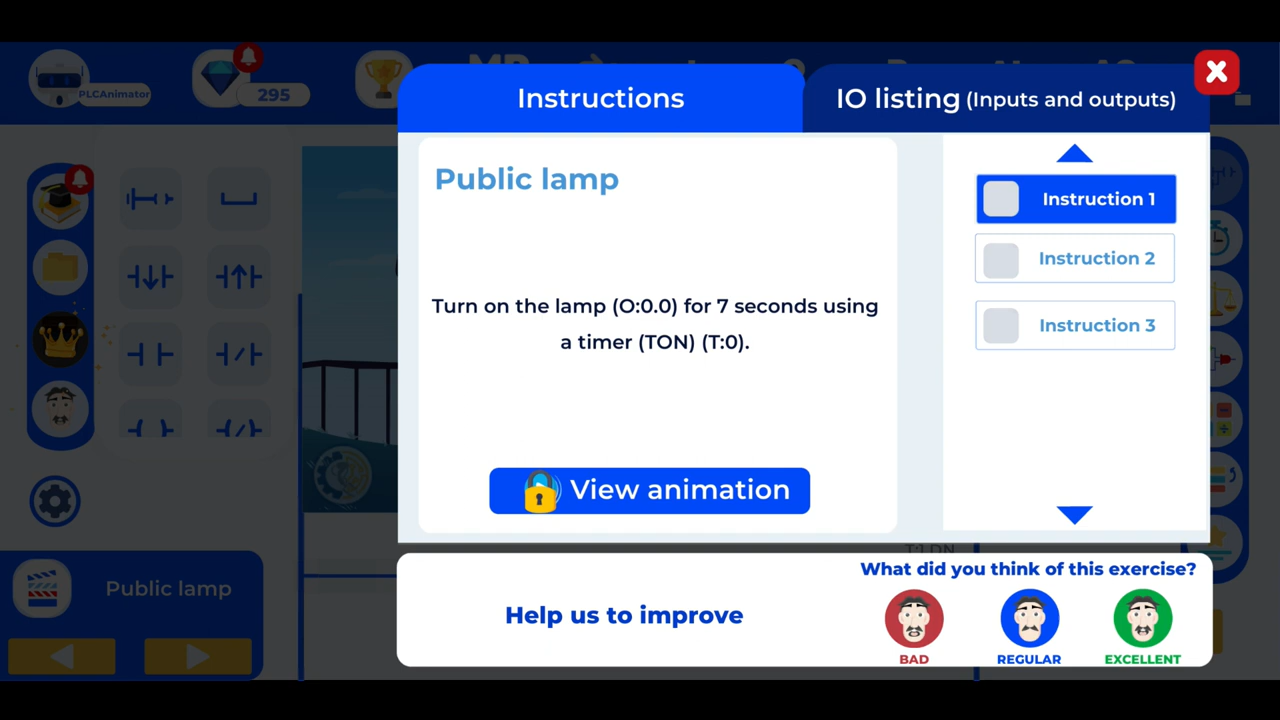 PLCAnimator
295
Instructions
IO listing (Inputs and outputs)
Public lamp
Turn on the lamp (O:0.0) for 7 seconds using
a timer (TON) (T:0).
View animation
Instruction 1
Instruction 2
Instruction 3
T:1 DN
Public lamp
What did you think of this exercise?
Help us to improve
BAD
REGULAR
EXCELLENT